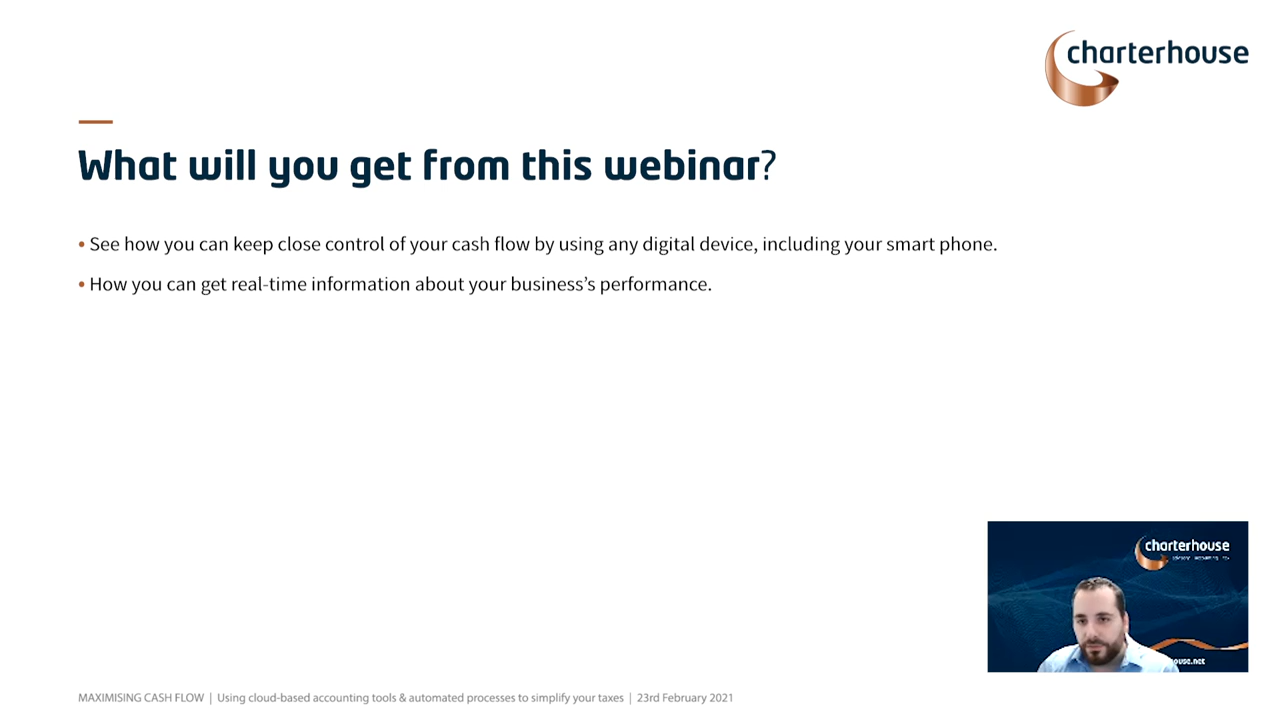 charterhouse
What will you get from this webinar?
• See how you can keep close control of your cash flow by using any digital device, including your smart phone.
• How you can get real-time information about your business’s performance.
charterhouse
ouse.net
MAXIMISING CASH FLOW | Using cloud-based accounting tools & automated processes to simplify your taxes | 23rd February 2021